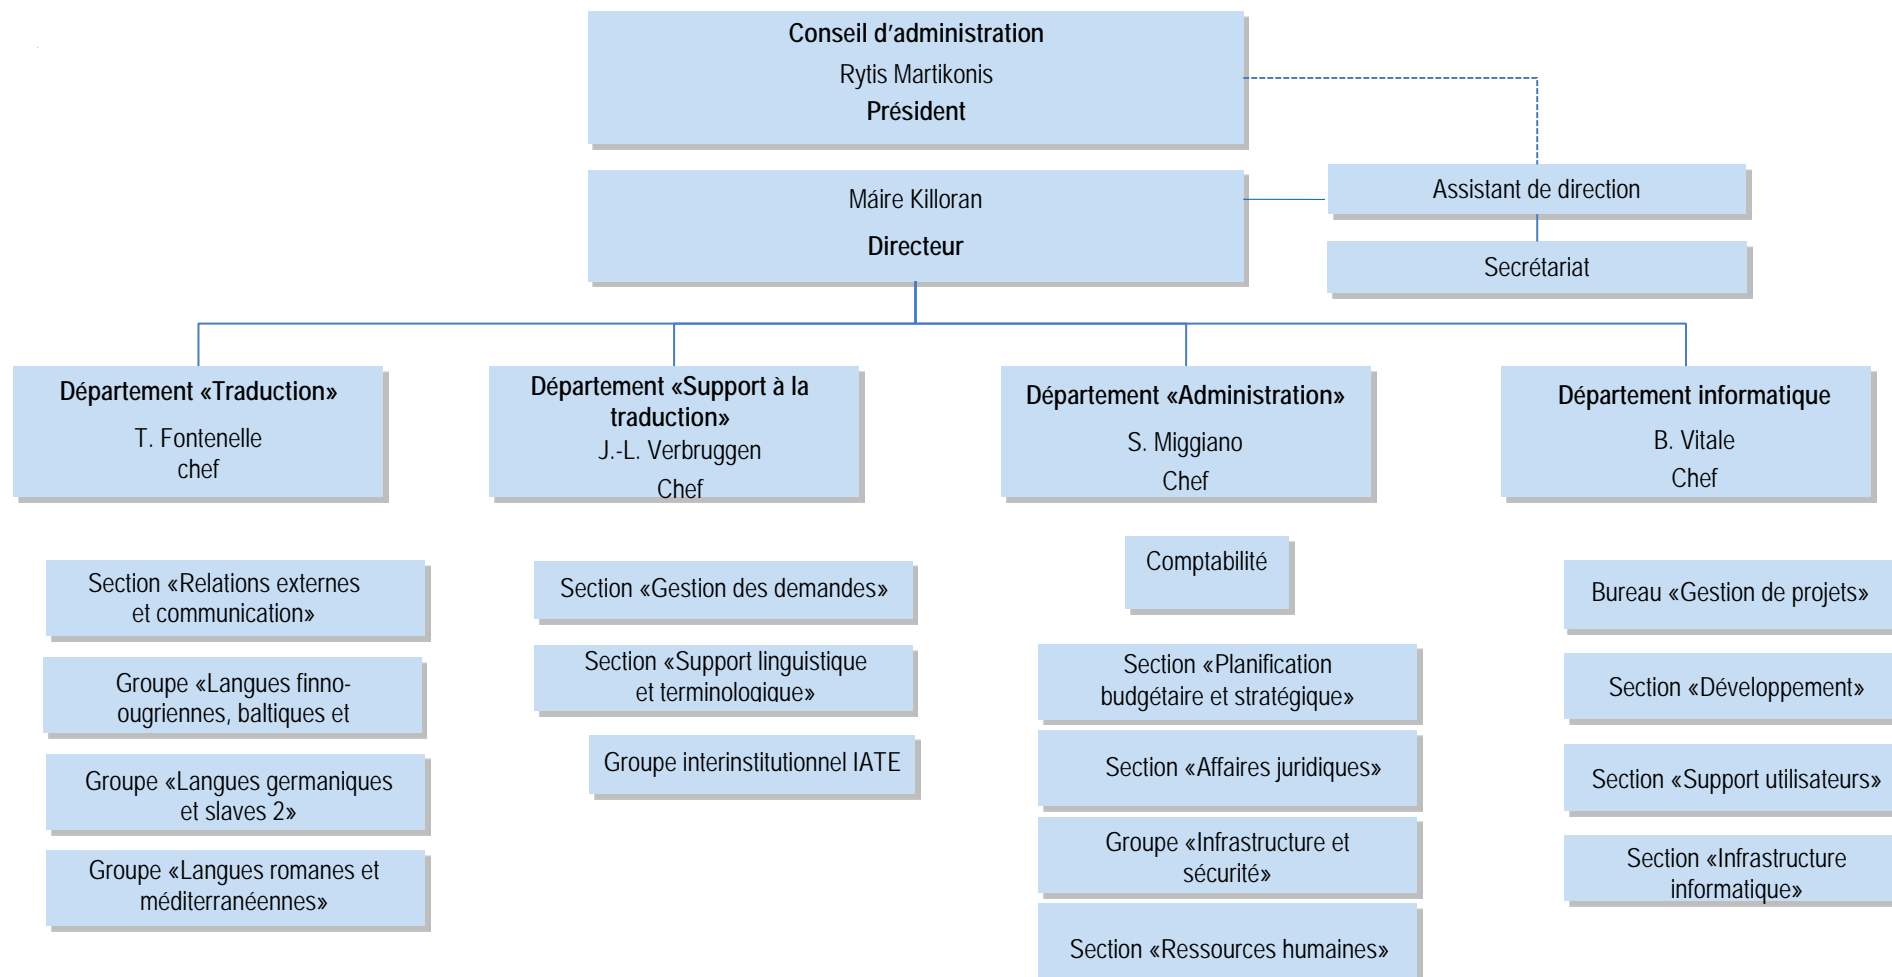 Conseil d'administration
Rytis Martikonis
Président
Máire Killoran
Directeur
Assistant de direction
Secrétariat
Département «Traduction»
T. Fontenelle
chef
Département «Support à la
traduction»
J.-L. Verbruggen
Chef
Département «Administration»
S. Miggiano
Chef
Département informatique
B. Vitale
Chef
Section «Relations externes
et communication»
Groupe «Langues finno-
ougriennes, baltiques et
Groupe «Langues germaniques
et slaves 2»
Groupe «Langues romanes et
méditerranéennes»
Section «Gestion des demandes»
Section «Support linguistique
et terminologique»
Groupe interinstitutionnel IATE
Comptabilité
Section «Planification
budgétaire et stratégique»
Section «Affaires juridiques»
Groupe «Infrastructure et
sécurité»
Section «Ressources humaines»
Bureau «Gestion de projets»
Section «Développement»
Section «Support utilisateurs»
Section «Infrastructure
informatique»